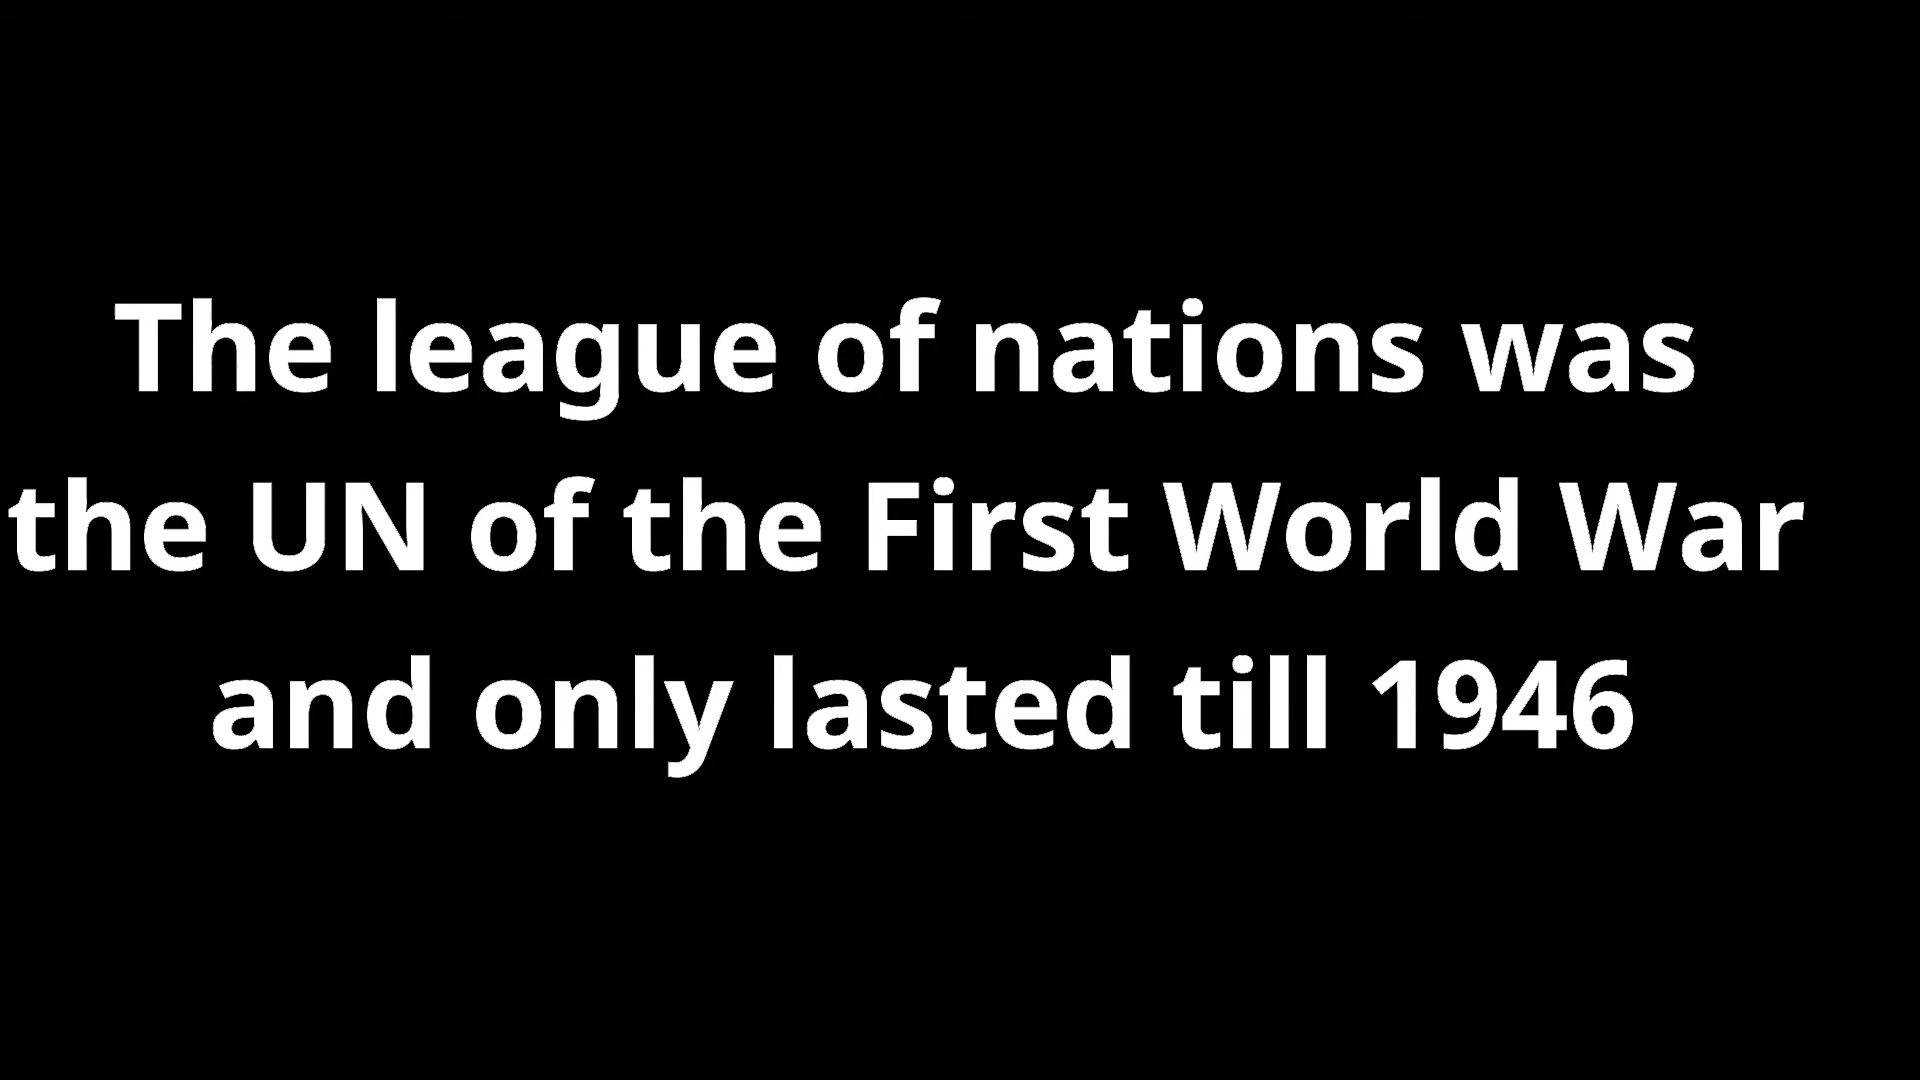 The league of nations was
the UN of the First World War
and only lasted till 1946